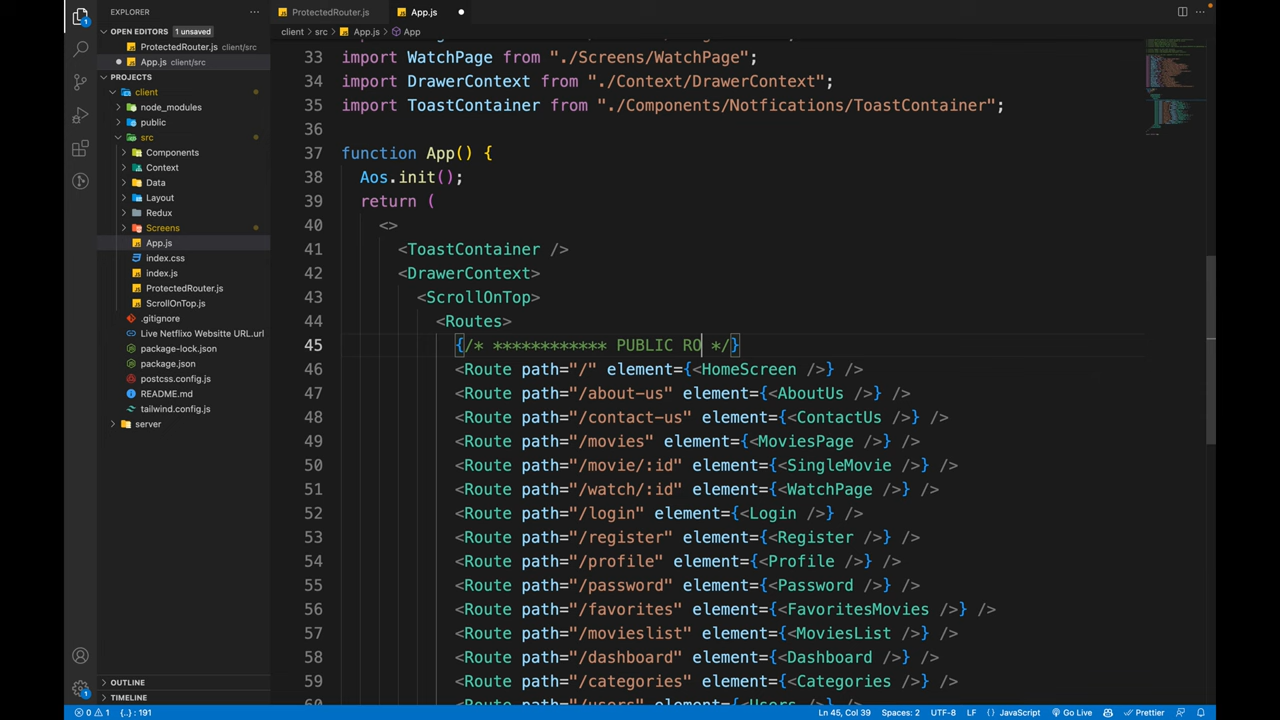 EXPLORER ...
ProtectedRouter.js
App.js
OPEN EDITORS 1 unsaved
ProtectedRouter.js client/src
App.js client/src
PROJECTS
client
node_modules
public
src
Components
Context
Data
Layout
Redux
Screens
App.js
index.css
index.js
ProtectedRouter.js
ScrollOnTop.js
.gitignore
Live Netflixo Websitte URL.url
package-lock.json
package.json
postcss.config.js
README.md
tailwind.config.js
server
OUTLINE
TIMELINE
client > src > App.js > App
33 import WatchPage from "./Screens/WatchPage";
34 import DrawerContext from "./Context/DrawerContext";
35 import ToastContainer from "./Components/Notfications/ToastContainer";
36
37 function App() {
38 Aos.init();
39 return (
40 <>
41 <ToastContainer />
42 <DrawerContext>
43 <ScrollOnTop>
44 <Routes>
45 {/* ************ PUBLIC RO */}
46 <Route path="/" element={<HomeScreen />} />
47 <Route path="/about-us" element={<AboutUs />} />
48 <Route path="/contact-us" element={<ContactUs />} />
49 <Route path="/movies" element={<MoviesPage />} />
50 <Route path="/movie/:id" element={<SingleMovie />} />
51 <Route path="/watch/:id" element={<WatchPage />} />
52 <Route path="/login" element={<Login />} />
53 <Route path="/register" element={<Register />} />
54 <Route path="/profile" element={<Profile />} />
55 <Route path="/password" element={<Password />} />
56 <Route path="/favorites" element={<FavoritesMovies />} />
57 <Route path="/movieslist" element={<MoviesList />} />
58 <Route path="/dashboard" element={<Dashboard />} />
59 <Route path="/categories" element={<Categories />} />
60 <Route path="/users" element={<Users />} />
0 1 {..} : 191 Ln 45, Col 39 Spaces: 2 UTF-8 LF {} JavaScript Go Live Prettier